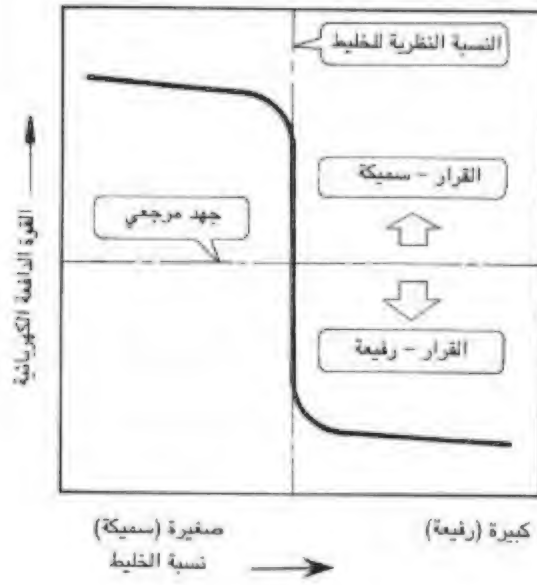 النسبة النظرية للخليط
القرار - سميكة
جهد مرجعي
القرار - رفيعة
القوة الدافعة الكهربائية
صغيرة (سميكة)
كبيرة (رفيعة)
نسبة الخليط